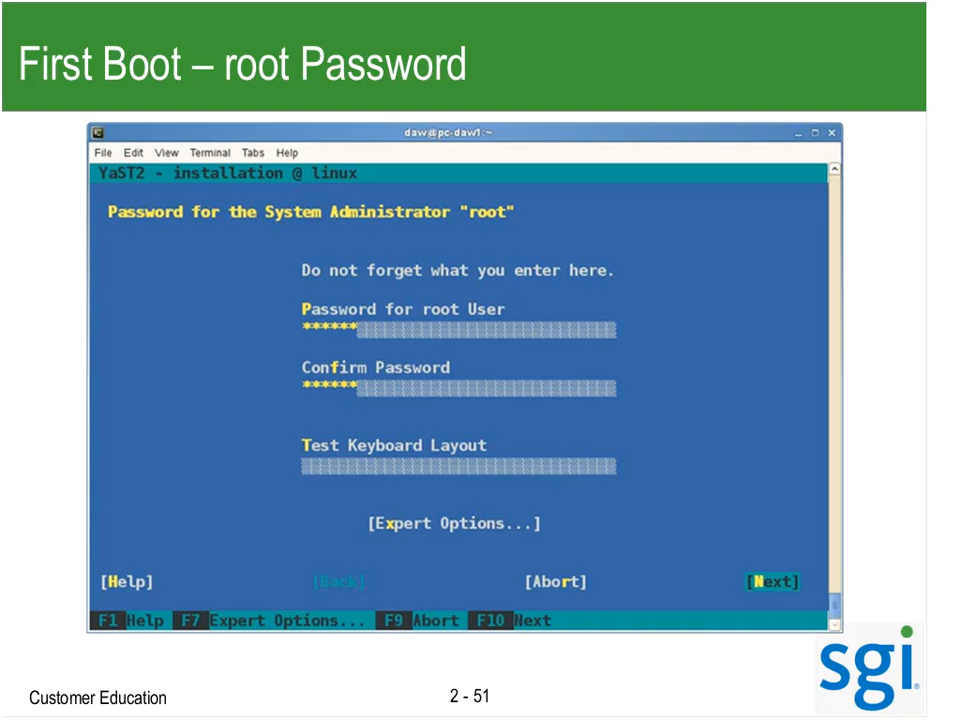 First Boot – root Password
daw@pc-daw1:~
File Edit View Terminal Tabs Help
YaST2 - installation @ linux
Password for the System Administrator "root"
Do not forget what you enter here.
Password for root User
******
Confirm Password
******
Test Keyboard Layout
[Expert Options...]
[Help] [Back] [Abort] [Next]
F1 Help F7 Expert Options... F9 Abort F10 Next
sgi®
Customer Education
2 - 51